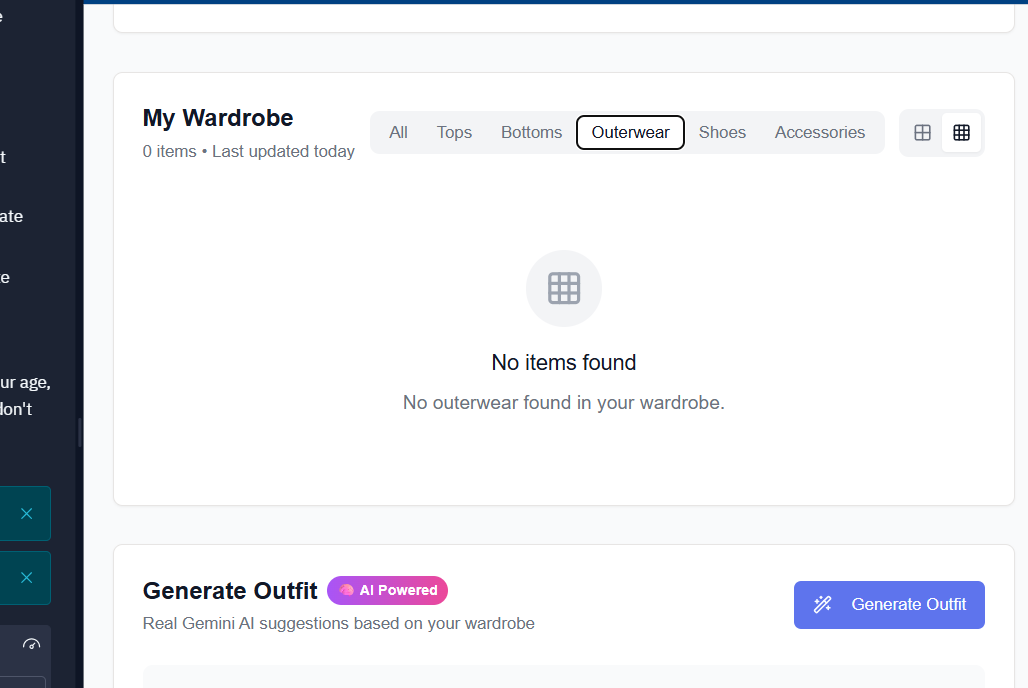 e
t
ate
e
ur age,
don't
My Wardrobe
0 items • Last updated today
All
Tops
Bottoms
Outerwear
Shoes
Accessories
No items found
No outerwear found in your wardrobe.
Generate Outfit
AI Powered
Real Gemini AI suggestions based on your wardrobe
Generate Outfit